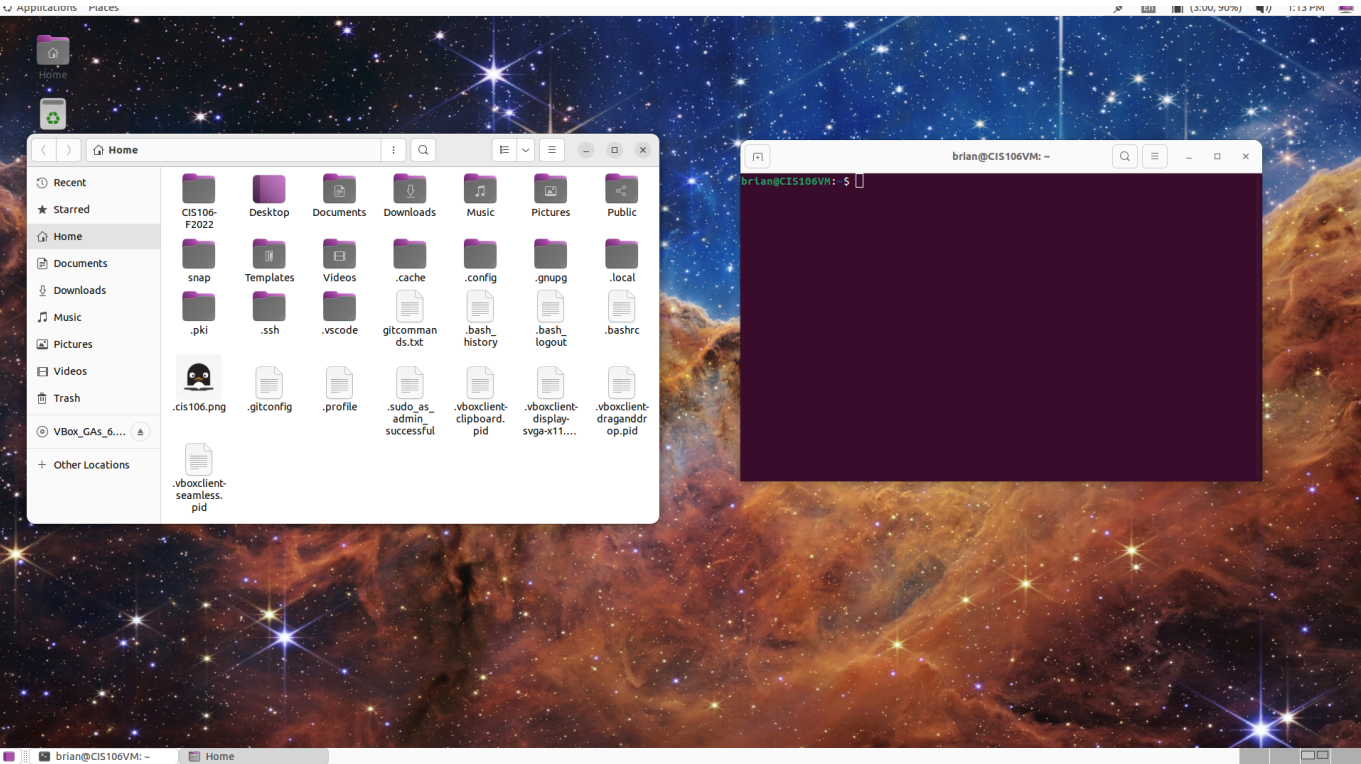 Applications Places
En (3:00, 90%) 1:13 PM
Home
Home
Recent
Starred
Home
Documents
Downloads
Music
Pictures
Videos
Trash
VBox_GAs_6....
Other Locations
CIS106-
F2022
Desktop
Documents
Downloads
Music
Pictures
Public
snap
Templates
Videos
.cache
.config
.gnupg
.local
.pki
.ssh
.vscode
gitcomman
ds.txt
.bash_
history
.bash_
logout
.bashrc
.cis106.png
.gitconfig
.profile
.sudo_as_
admin_
successful
.vboxclient-
clipboard.
pid
.vboxclient-
display-
svga-x11....
.vboxclient-
draganddr
op.pid
.vboxclient-
seamless.
pid
brian@CIS106VM: ~
brian@CIS106VM: $
brian@CIS106VM: ~
Home